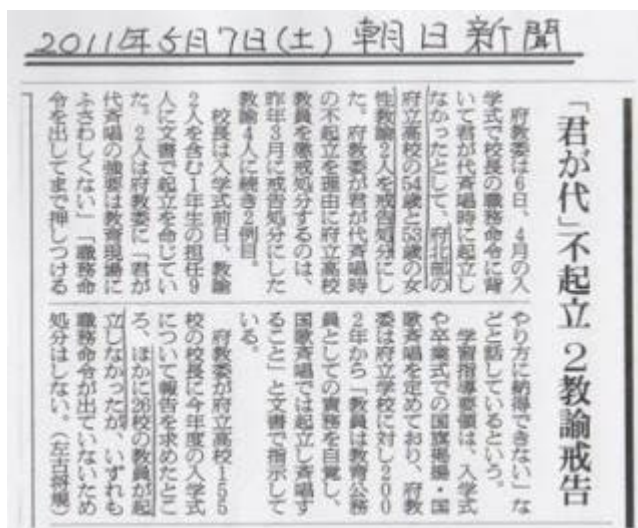 2011年5月7日(土) 朝日新聞
「君が代」不起立 2教諭戒告
府教委は6日、4月の入
学式で校長の職務命令に背
いて君が代斉唱時に起立し
なかったとして、府北部の
府立高校の54歳と53歳の女
性教諭2人を戒告処分にし
た。府教委が君が代斉唱時
の不起立を理由に府立高校
教員を懲戒処分するのは、
昨年3月に戒告処分にした
教諭4人に続き2例目。
校長は入学式前日、教諭
2人を含む1年生の担任9
人に文書で起立を命じてい
た。2人は府教委に「君が
代斉唱の強要は教育現場に
ふさわしくない」「職務命
令を出してまで押しつける
やり方に納得できない」な
どと話しているという。
学習指導要領は、入学式
や卒業式での国旗掲揚・国
歌斉唱を定めており、府教
委は府立学校に対し200
2年から「教員は教育公務
員としての責務を自覚し、
国歌斉唱では起立し斉唱す
ること」と文書で指示して
いる。
府教委が府立高校155
校の校長に今年度の入学式
について報告を求めたとこ
ろ、ほかに26校の教員が起
立しなかったが、いずれも
職務命令が出ていないため
処分はしない。(左古将規)